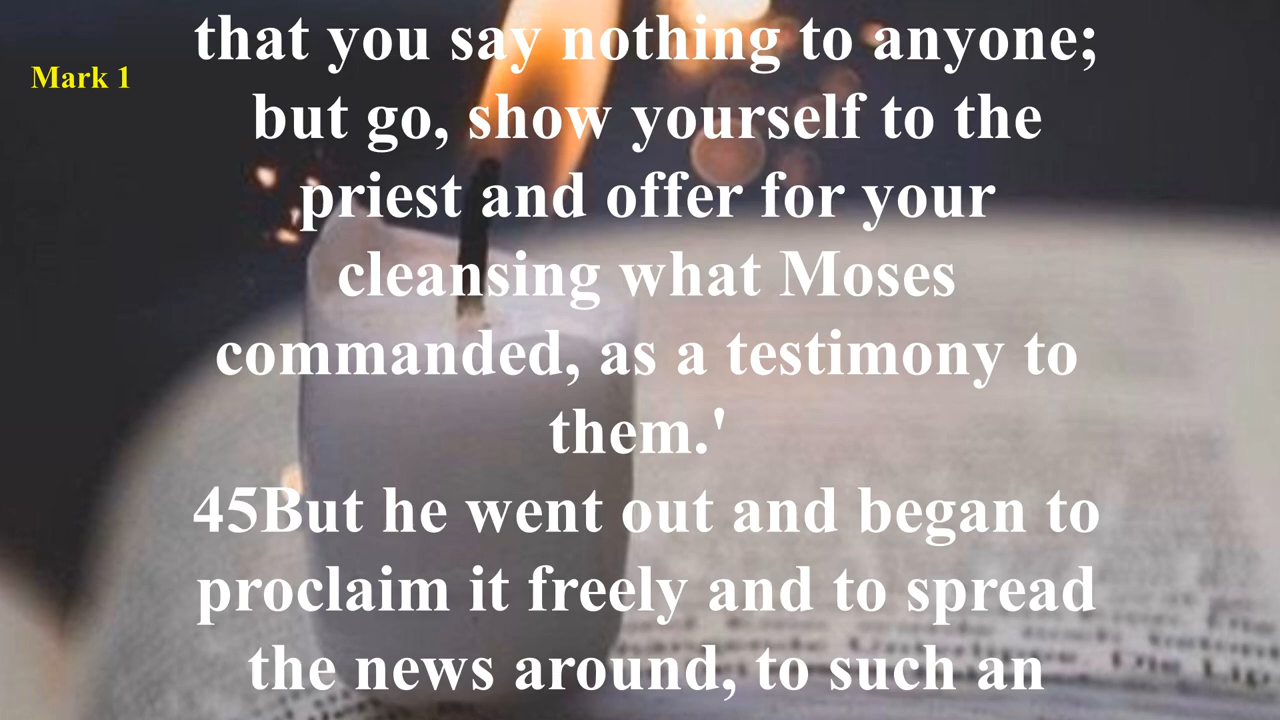 Mark 1
that you say nothing to anyone;
but go, show yourself to the
priest and offer for your
cleansing what Moses
commanded, as a testimony to
them.'
45But he went out and began to
proclaim it freely and to spread
the news around, to such an